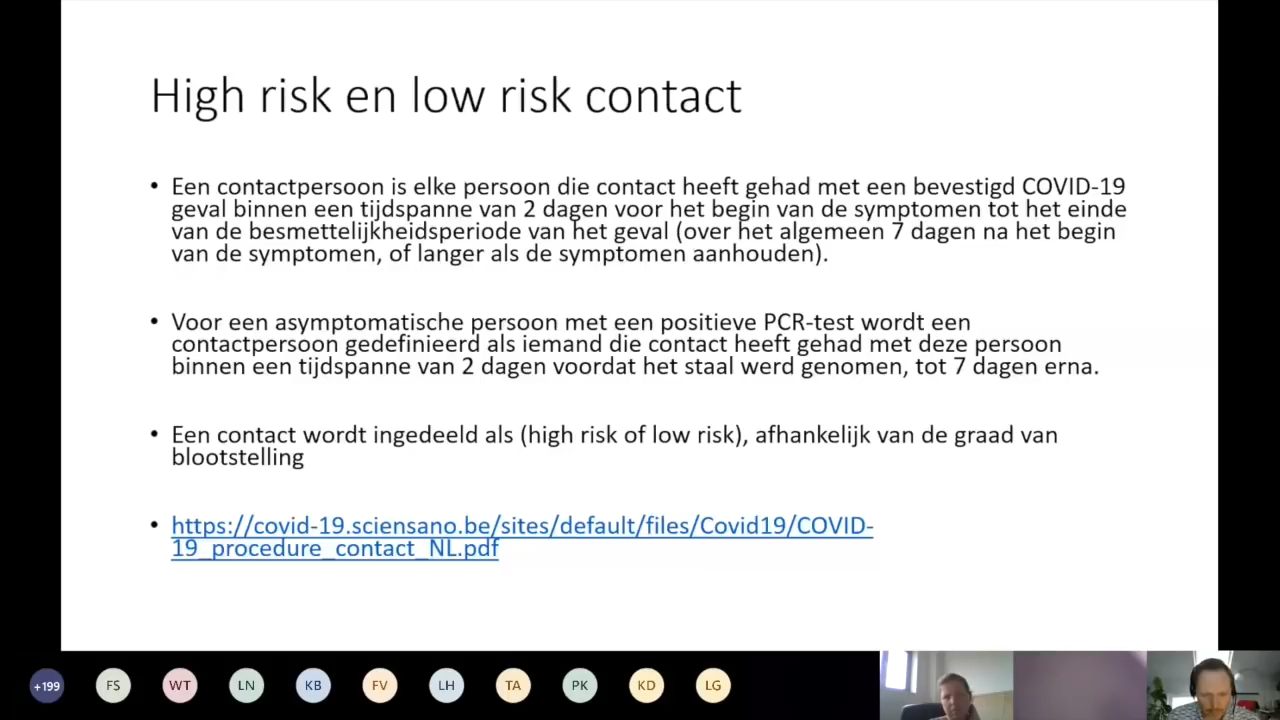 High risk en low risk contact
• Een contactpersoon is elke persoon die contact heeft gehad met een bevestigd COVID-19
geval binnen een tijdspanne van 2 dagen voor het begin van de symptomen tot het einde
van de besmettelijkheidsperiode van het geval (over het algemeen 7 dagen na het begin
van de symptomen, of langer als de symptomen aanhouden).
• Voor een asymptomatische persoon met een positieve PCR-test wordt een
contactpersoon gedefinieerd als iemand die contact heeft gehad met deze persoon
binnen een tijdspanne van 2 dagen voordat het staal werd genomen, tot 7 dagen erna.
• Een contact wordt ingedeeld als (high risk of low risk), afhankelijk van de graad van
blootstelling
• https://covid-19.sciensano.be/sites/default/files/Covid19/COVID-
19_procedure_contact_NL.pdf
+199 FS WT LN KB FV LH TA PK KD LG